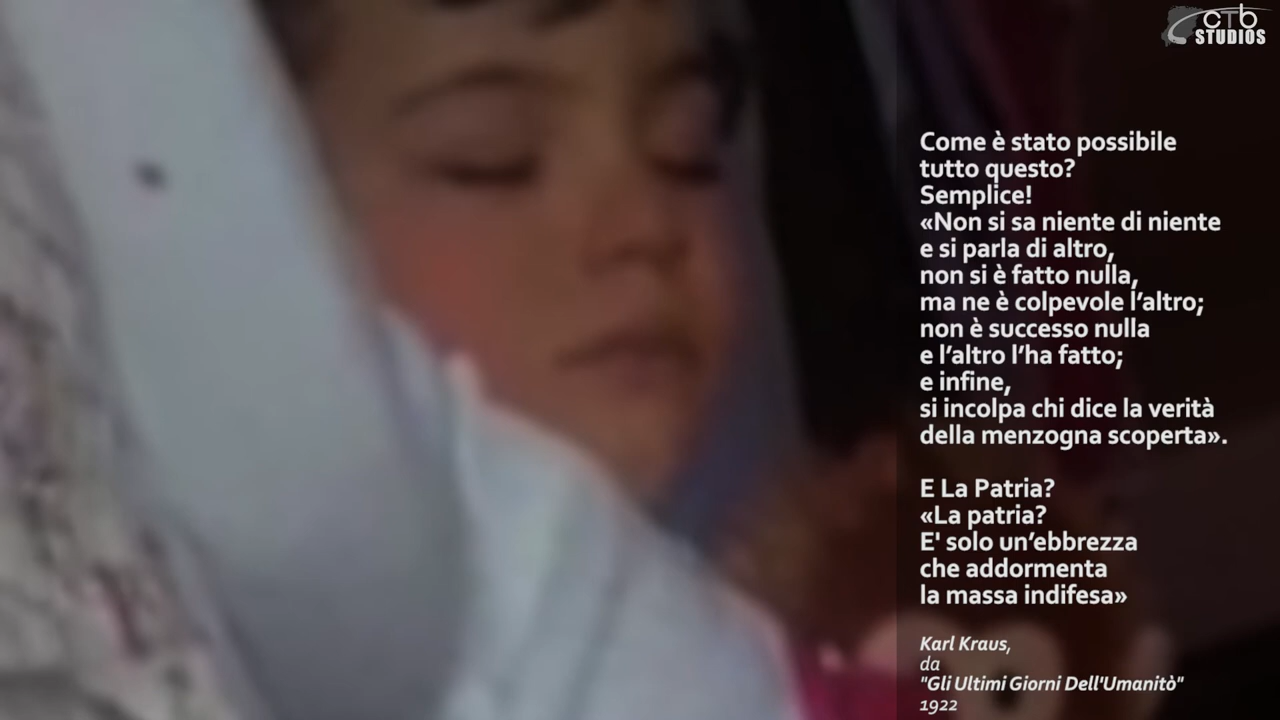 CTb
STUDIOS
Come è stato possibile
tutto questo?
Semplice!
«Non si sa niente di niente
e si parla di altro,
non si è fatto nulla,
ma ne è colpevole l’altro;
non è successo nulla
e l’altro l’ha fatto;
e infine,
si incolpa chi dice la verità
della menzogna scoperta».
E La Patria?
«La patria?
E' solo un’ebbrezza
che addormenta
la massa indifesa»
Karl Kraus,
da
"Gli Ultimi Giorni Dell'Umanitò"
1922